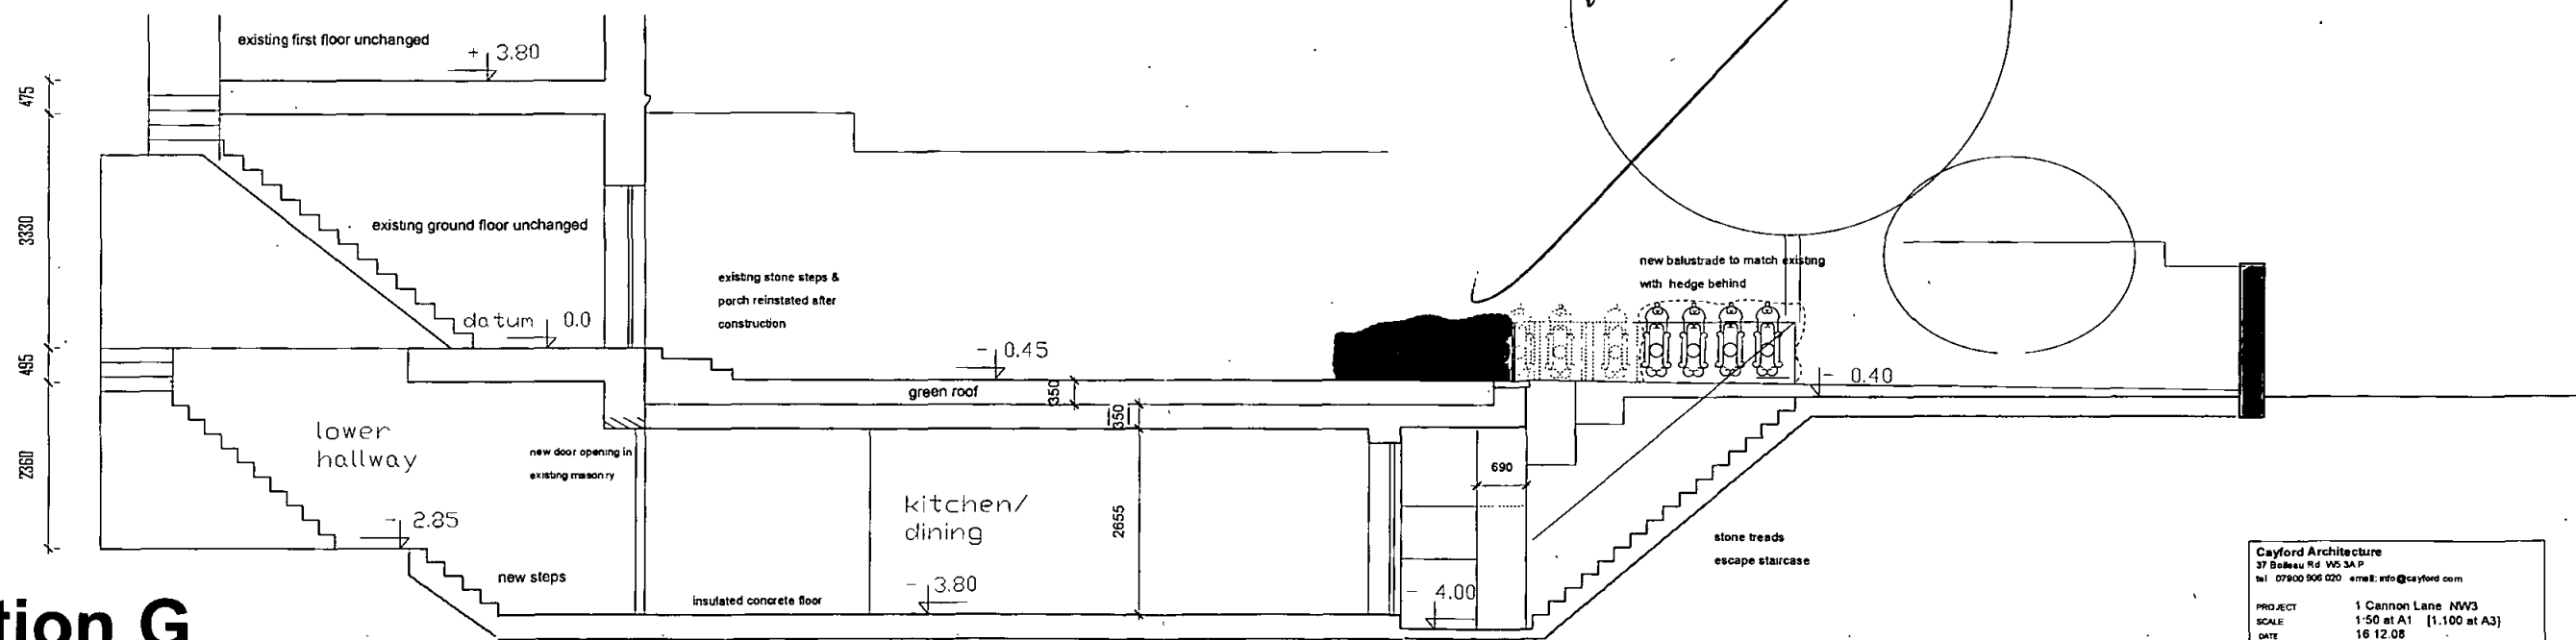 existing first floor unchanged
+ 3.80
475
3330
existing ground floor unchanged
existing stone steps &
porch reinstated after
construction
new balustrade to match existing
with hedge behind
datum 0.0
- 0.45
- 0.40
495
green roof
350
350
lower
hallway
new door opening in
existing masonry
2360
690
kitchen/
dining
2655
- 2.85
stone treads
escape staircase
new steps
insulated concrete floor
- 3.80
- 4.00
tion G
Cayford Architecture
37 Boileau Rd W5 3AP
tel 07900 906 020 email: info@cayford com
PROJECT 1 Cannon Lane NW3
SCALE 1:50 at A1 [1.100 at A3]
DATE 16 12.08